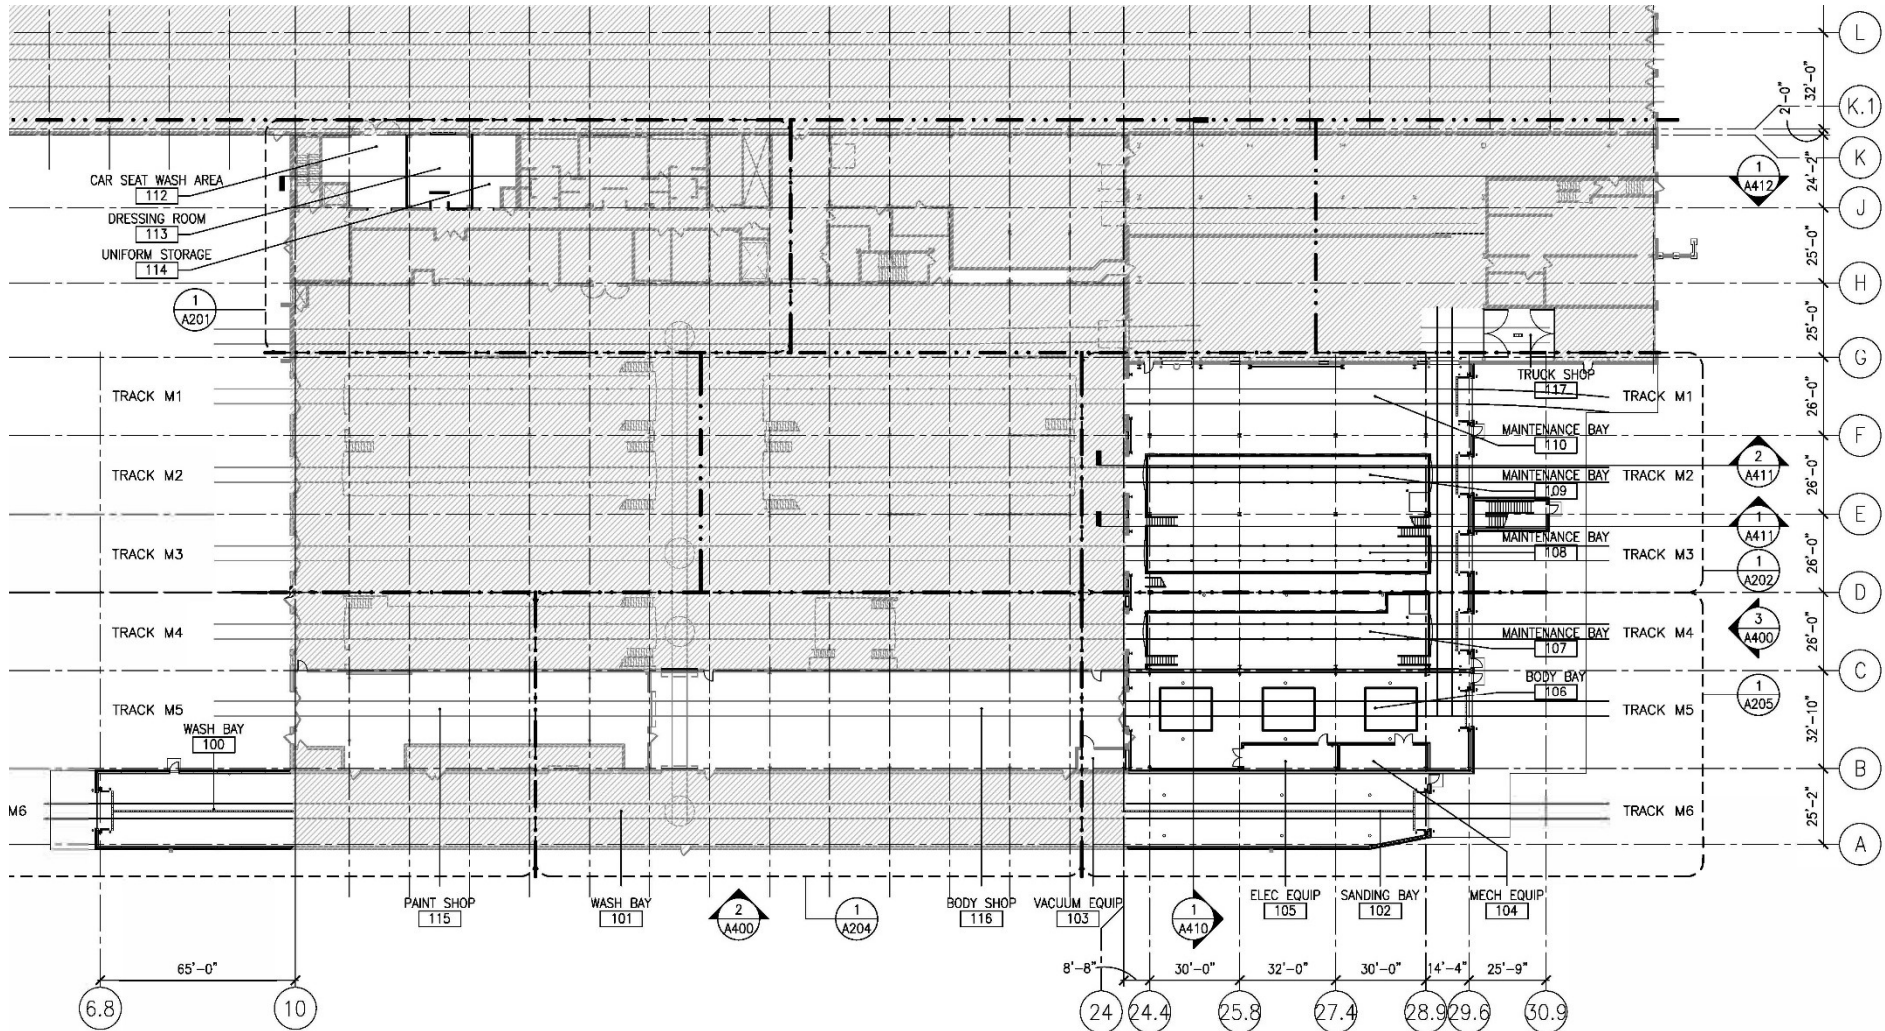 L
K.1
K
J
H
G
F
E
D
C
B
A
32'-0"
2'-0"
24'-2"
25'-0"
25'-0"
26'-0"
26'-0"
26'-0"
26'-0"
32'-10"
25'-2"
1
A412
2
A411
1
A411
1
A202
3
A400
1
A205
CAR SEAT WASH AREA
112
DRESSING ROOM
113
UNIFORM STORAGE
114
1
A201
TRACK M1
TRACK M2
TRACK M3
TRACK M4
TRACK M5
WASH BAY
100
M6
TRUCK SHOP
117
TRACK M1
MAINTENANCE BAY
110
MAINTENANCE BAY
109
TRACK M2
MAINTENANCE BAY
108
TRACK M3
MAINTENANCE BAY
107
TRACK M4
BODY BAY
106
TRACK M5
TRACK M6
PAINT SHOP
115
WASH BAY
101
2
A400
1
A204
BODY SHOP
116
VACUUM EQUIP
103
1
A410
ELEC EQUIP
105
SANDING BAY
102
MECH EQUIP
104
65'-0"
8'-8"
30'-0"
32'-0"
30'-0"
14'-4"
25'-9"
6.8
10
24
24.4
25.8
27.4
28.9
29.6
30.9